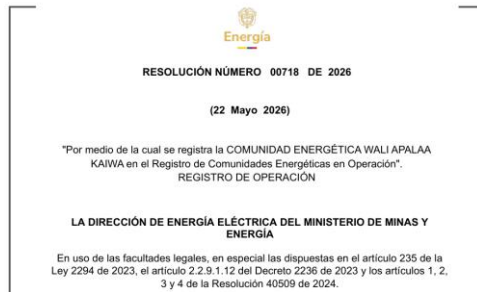 Energía
RESOLUCIÓN NÚMERO 00718 DE 2026
(22 Mayo 2026)
"Por medio de la cual se registra la COMUNIDAD ENERGÉTICA WALI APALAA
KAIWA en el Registro de Comunidades Energéticas en Operación".
REGISTRO DE OPERACIÓN
LA DIRECCIÓN DE ENERGÍA ELÉCTRICA DEL MINISTERIO DE MINAS Y
ENERGÍA
En uso de las facultades legales, en especial las dispuestas en el artículo 235 de la
Ley 2294 de 2023, el artículo 2.2.9.1.12 del Decreto 2236 de 2023 y los artículos 1, 2,
3 y 4 de la Resolución 40509 de 2024.